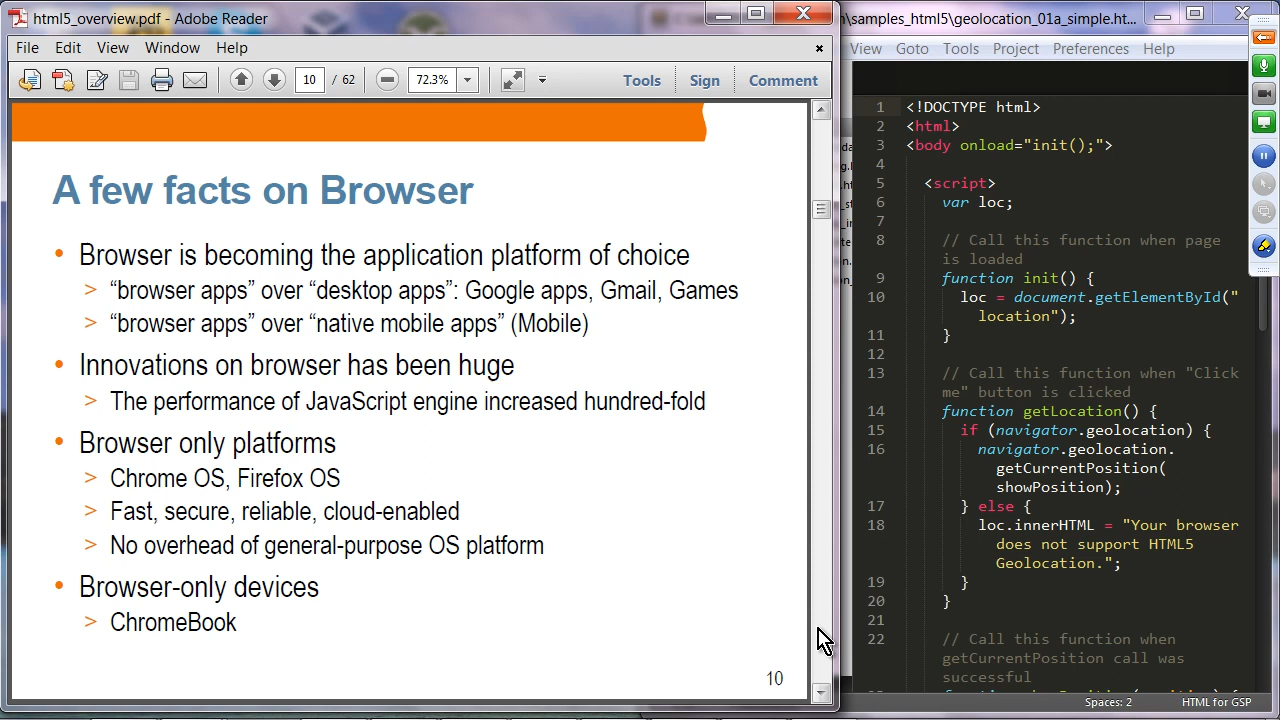 html5_overview.pdf - Adobe Reader
File Edit View Window Help
10 / 62 72.3% Tools Sign Comment
A few facts on Browser
• Browser is becoming the application platform of choice
> “browser apps” over “desktop apps”: Google apps, Gmail, Games
> “browser apps” over “native mobile apps” (Mobile)
• Innovations on browser has been huge
> The performance of JavaScript engine increased hundred-fold
• Browser only platforms
> Chrome OS, Firefox OS
> Fast, secure, reliable, cloud-enabled
> No overhead of general-purpose OS platform
• Browser-only devices
> ChromeBook
10
\samples_html5\geolocation_01a_simple.ht...
View Goto Tools Project Preferences Help
1 <!DOCTYPE html>
2 <html>
3 <body onload="init();">
4
5 <script>
6 var loc;
7
8 // Call this function when page
is loaded
9 function init() {
10 loc = document.getElementById("
location");
11 }
12
13 // Call this function when "Click
me" button is clicked
14 function getLocation() {
15 if (navigator.geolocation) {
16 navigator.geolocation.
getCurrentPosition(
showPosition);
17 } else {
18 loc.innerHTML = "Your browser
does not support HTML5
Geolocation.";
19 }
20 }
21
22 // Call this function when
getCurrentPosition call was
successful
Spaces: 2 HTML for GSP